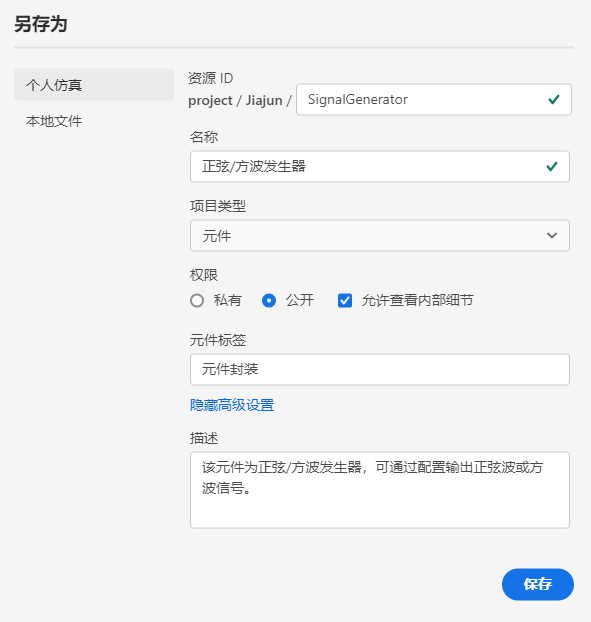 另存为
个人仿真
本地文件
资源 ID
project / Jiajun / SignalGenerator
名称
正弦/方波发生器
项目类型
元件
权限
私有 公开 允许查看内部细节
元件标签
元件封装
隐藏高级设置
描述
该元件为正弦/方波发生器，可通过配置输出正弦波或方
波信号。
保存